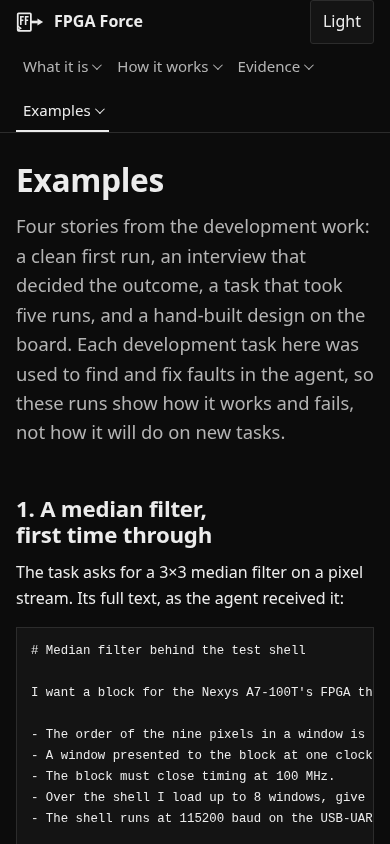 FPGA Force
Light
What it is
How it works
Evidence
Examples
Examples
Four stories from the development work:
a clean first run, an interview that
decided the outcome, a task that took
five runs, and a hand-built design on the
board. Each development task here was
used to find and fix faults in the agent, so
these runs show how it works and fails,
not how it will do on new tasks.
1. A median filter,
first time through
The task asks for a 3×3 median filter on a pixel
stream. Its full text, as the agent received it:
# Median filter behind the test shell
I want a block for the Nexys A7-100T's FPGA th
- The order of the nine pixels in a window is
- A window presented to the block at one clock
- The block must close timing at 100 MHz.
- Over the shell I load up to 8 windows, give
- The shell runs at 115200 baud on the USB-UAR